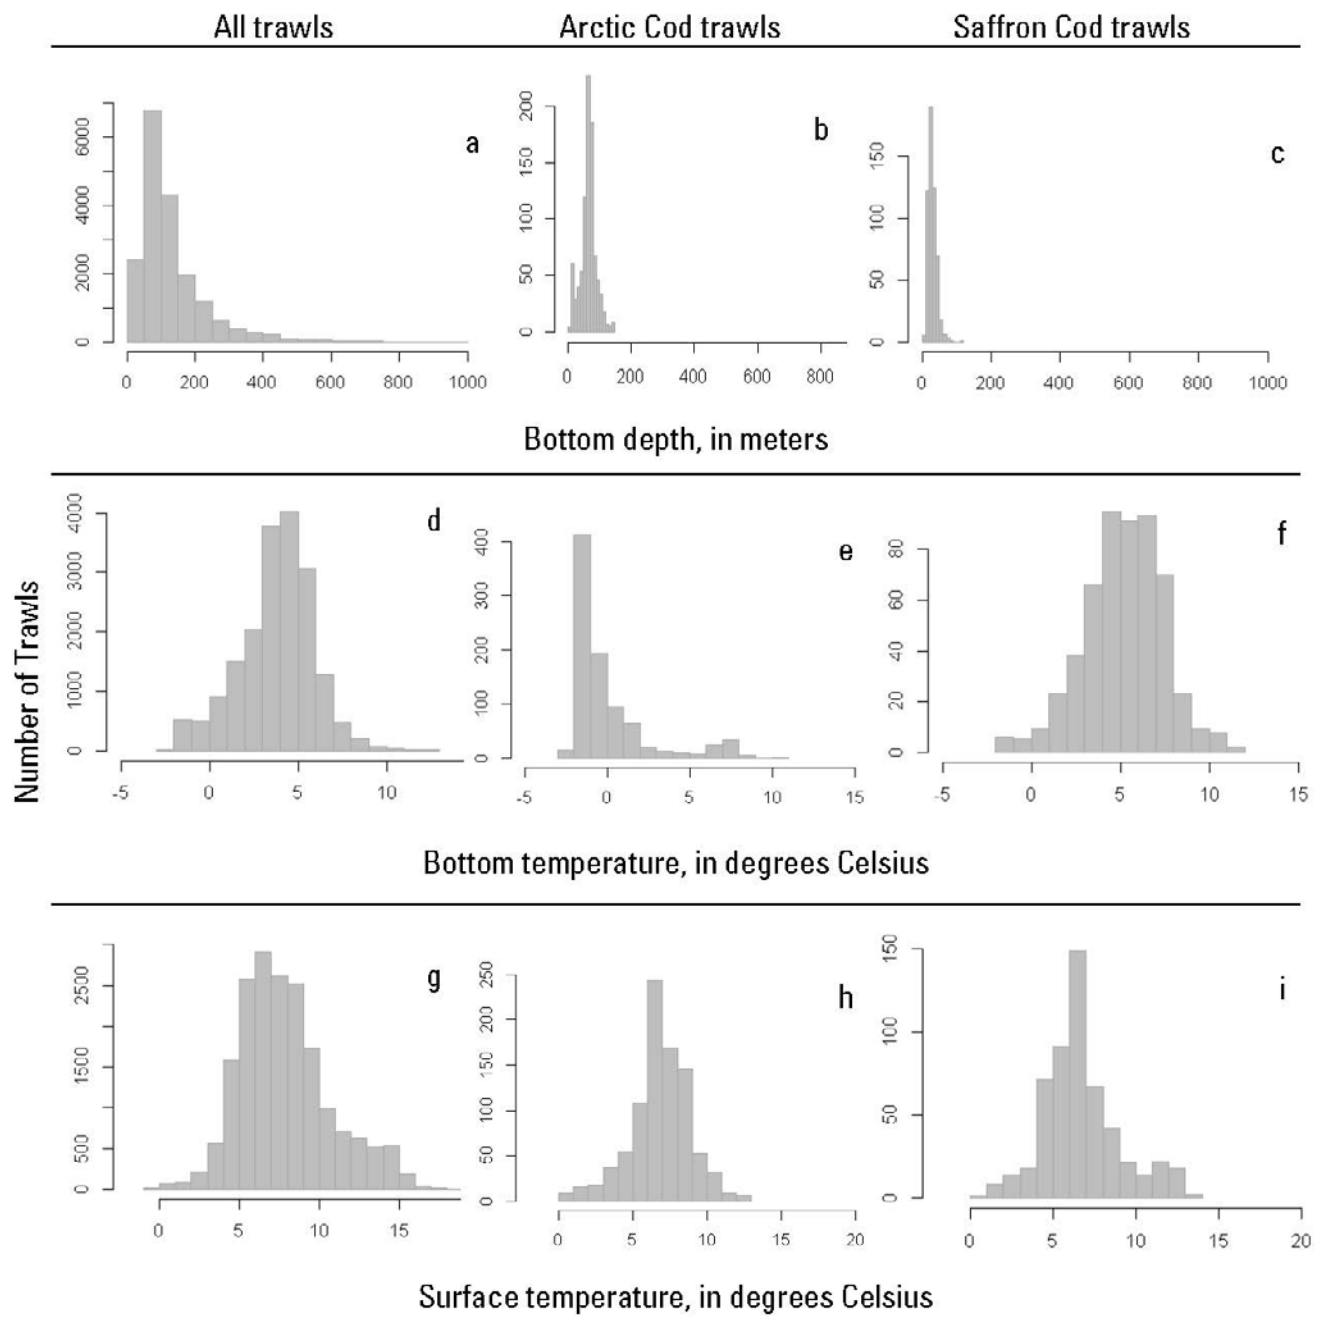 All trawls Arctic Cod trawls Saffron Cod trawls
a b c
0 2000 4000 6000
0 50 100 150 200
0 50 100 150
0 200 400 600 800 1000
0 200 400 600 800
0 200 400 600 800 1000
Bottom depth, in meters
Number of Trawls
d e f
0 1000 2000 3000 4000
0 100 200 300 400
0 20 40 60 80
-5 0 5 10
-5 0 5 10 15
-5 0 5 10 15
Bottom temperature, in degrees Celsius
g h i
0 500 1500 2500
0 50 100 150 200 250
0 50 100 150
0 5 10 15
0 5 10 15 20
0 5 10 15 20
Surface temperature, in degrees Celsius